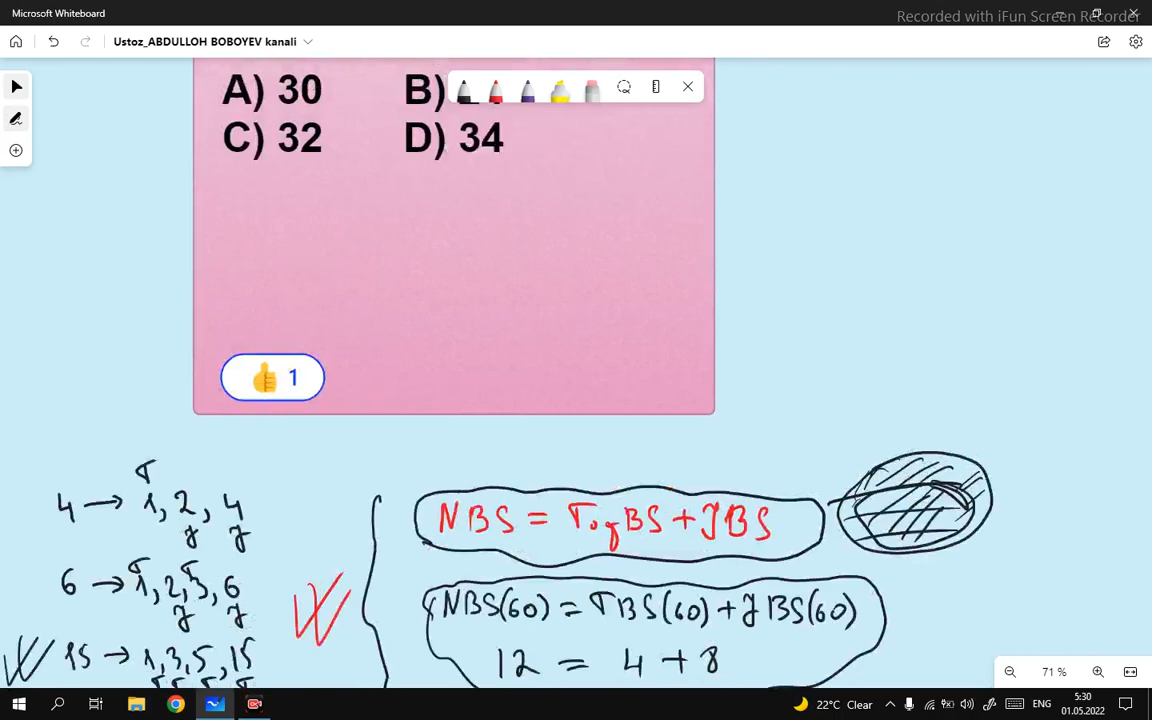 Microsoft Whiteboard
Recorded with iFun Screen Recorder
Ustoz_ABDULLOH BOBOYEV kanali
A) 30 B)
C) 32 D) 34
👍 1
T
4 → 1, 2, 4
J J
NBS = ToqBS + JBS
T T
6 → 1, 2, 3, 6
J J
NBS(60) = TBS(60) + JBS(60)
15 → 1, 3, 5, 15
12 = 4 + 8
71 %
22°C Clear
ENG
5:30
01.05.2022